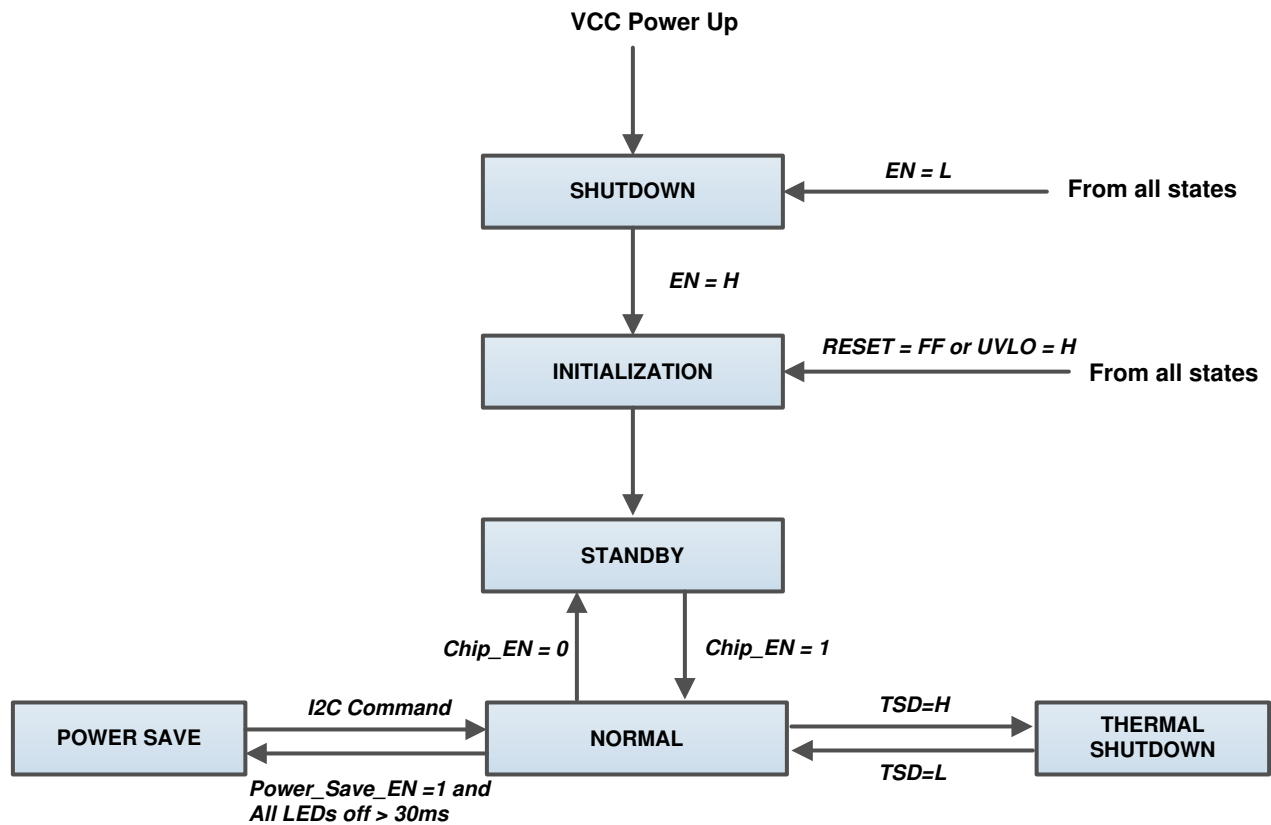 VCC Power Up
SHUTDOWN
EN = L
From all states
EN = H
INITIALIZATION
RESET = FF or UVLO = H
From all states
STANDBY
Chip_EN = 0
Chip_EN = 1
POWER SAVE
I2C Command
NORMAL
TSD=H
THERMAL
SHUTDOWN
TSD=L
Power_Save_EN =1 and
All LEDs off > 30ms